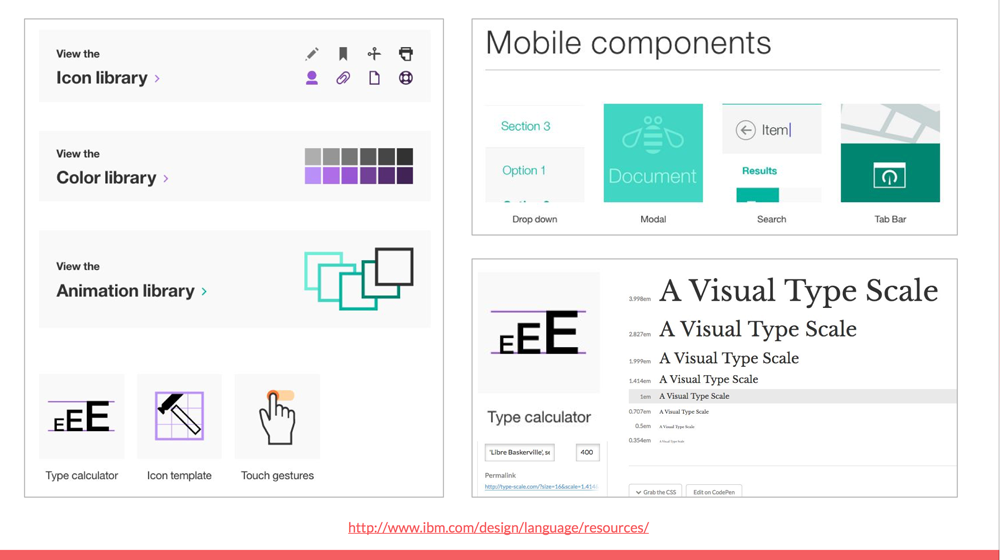 View the
Icon library >
View the
Color library >
View the
Animation library >
EEE
Type calculator
Icon template
Touch gestures
Mobile components
Section 3
Option 1
Drop down
Document
Modal
Item
Results
Search
Tab Bar
EEE
Type calculator
'Libre Baskerville', se
400
Permalink
http://type-scale.com/?size=16&scale=1.414
3.998em A Visual Type Scale
2.827em A Visual Type Scale
1.999em A Visual Type Scale
1.414em A Visual Type Scale
1em A Visual Type Scale
0.707em A Visual Type Scale
0.5em A Visual Type Scale
0.354em A Visual Type Scale
Grab the CSS
Edit on CodePen
http://www.ibm.com/design/language/resources/